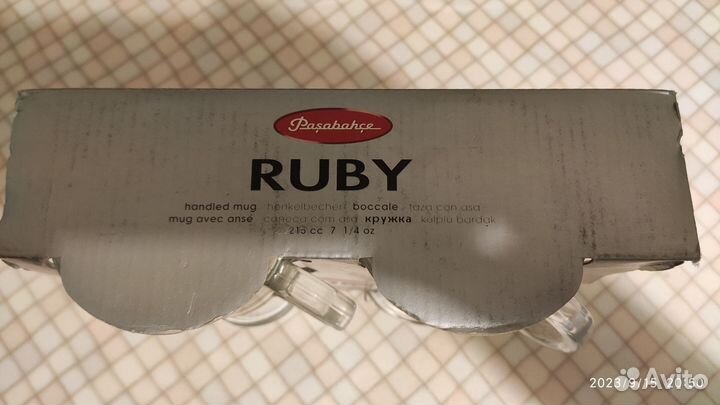 Paşabahçe
RUBY
handled mug henkelbecher boccale taza con asa
mug avec anse caneca com asa кружка kulplu bardak
215 cc 7 1/4 oz
2023/9/15 20:50
Avito